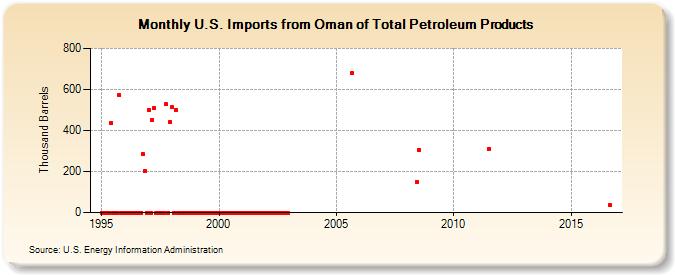 Monthly U.S. Imports from Oman of Total Petroleum Products
Thousand Barrels
800
600
400
200
0
1995 2000 2005 2010 2015
Source: U.S. Energy Information Administration